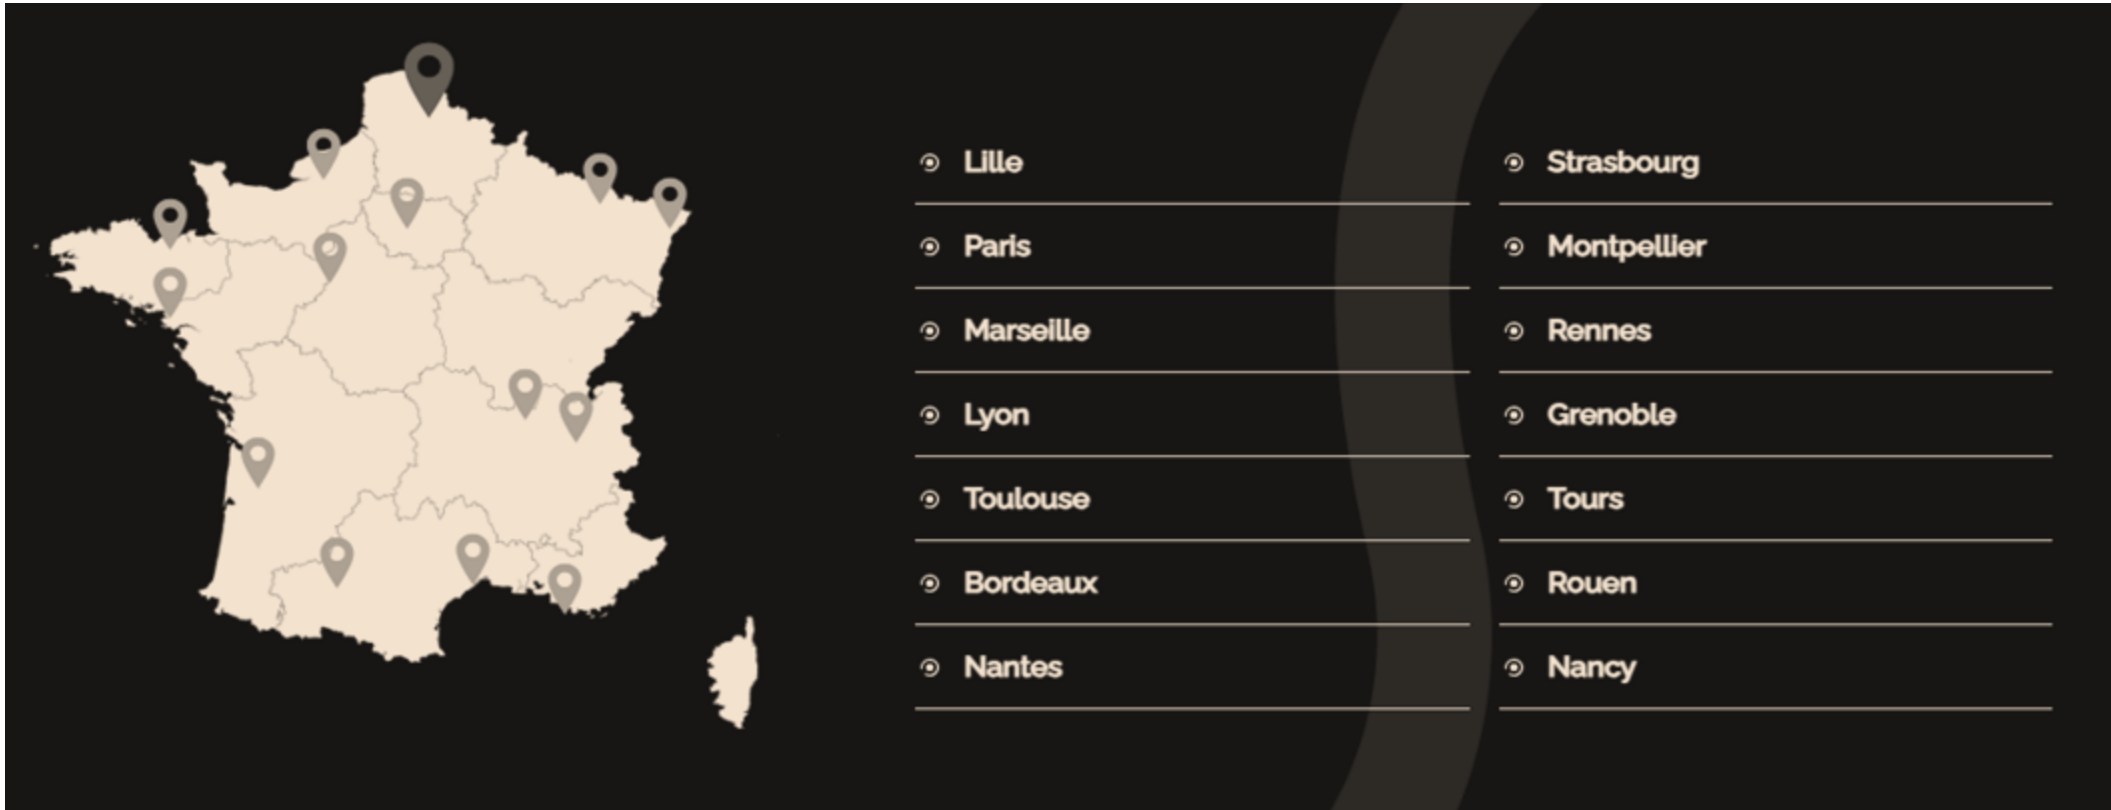 Lille
Paris
Marseille
Lyon
Toulouse
Bordeaux
Nantes
Strasbourg
Montpellier
Rennes
Grenoble
Tours
Rouen
Nancy